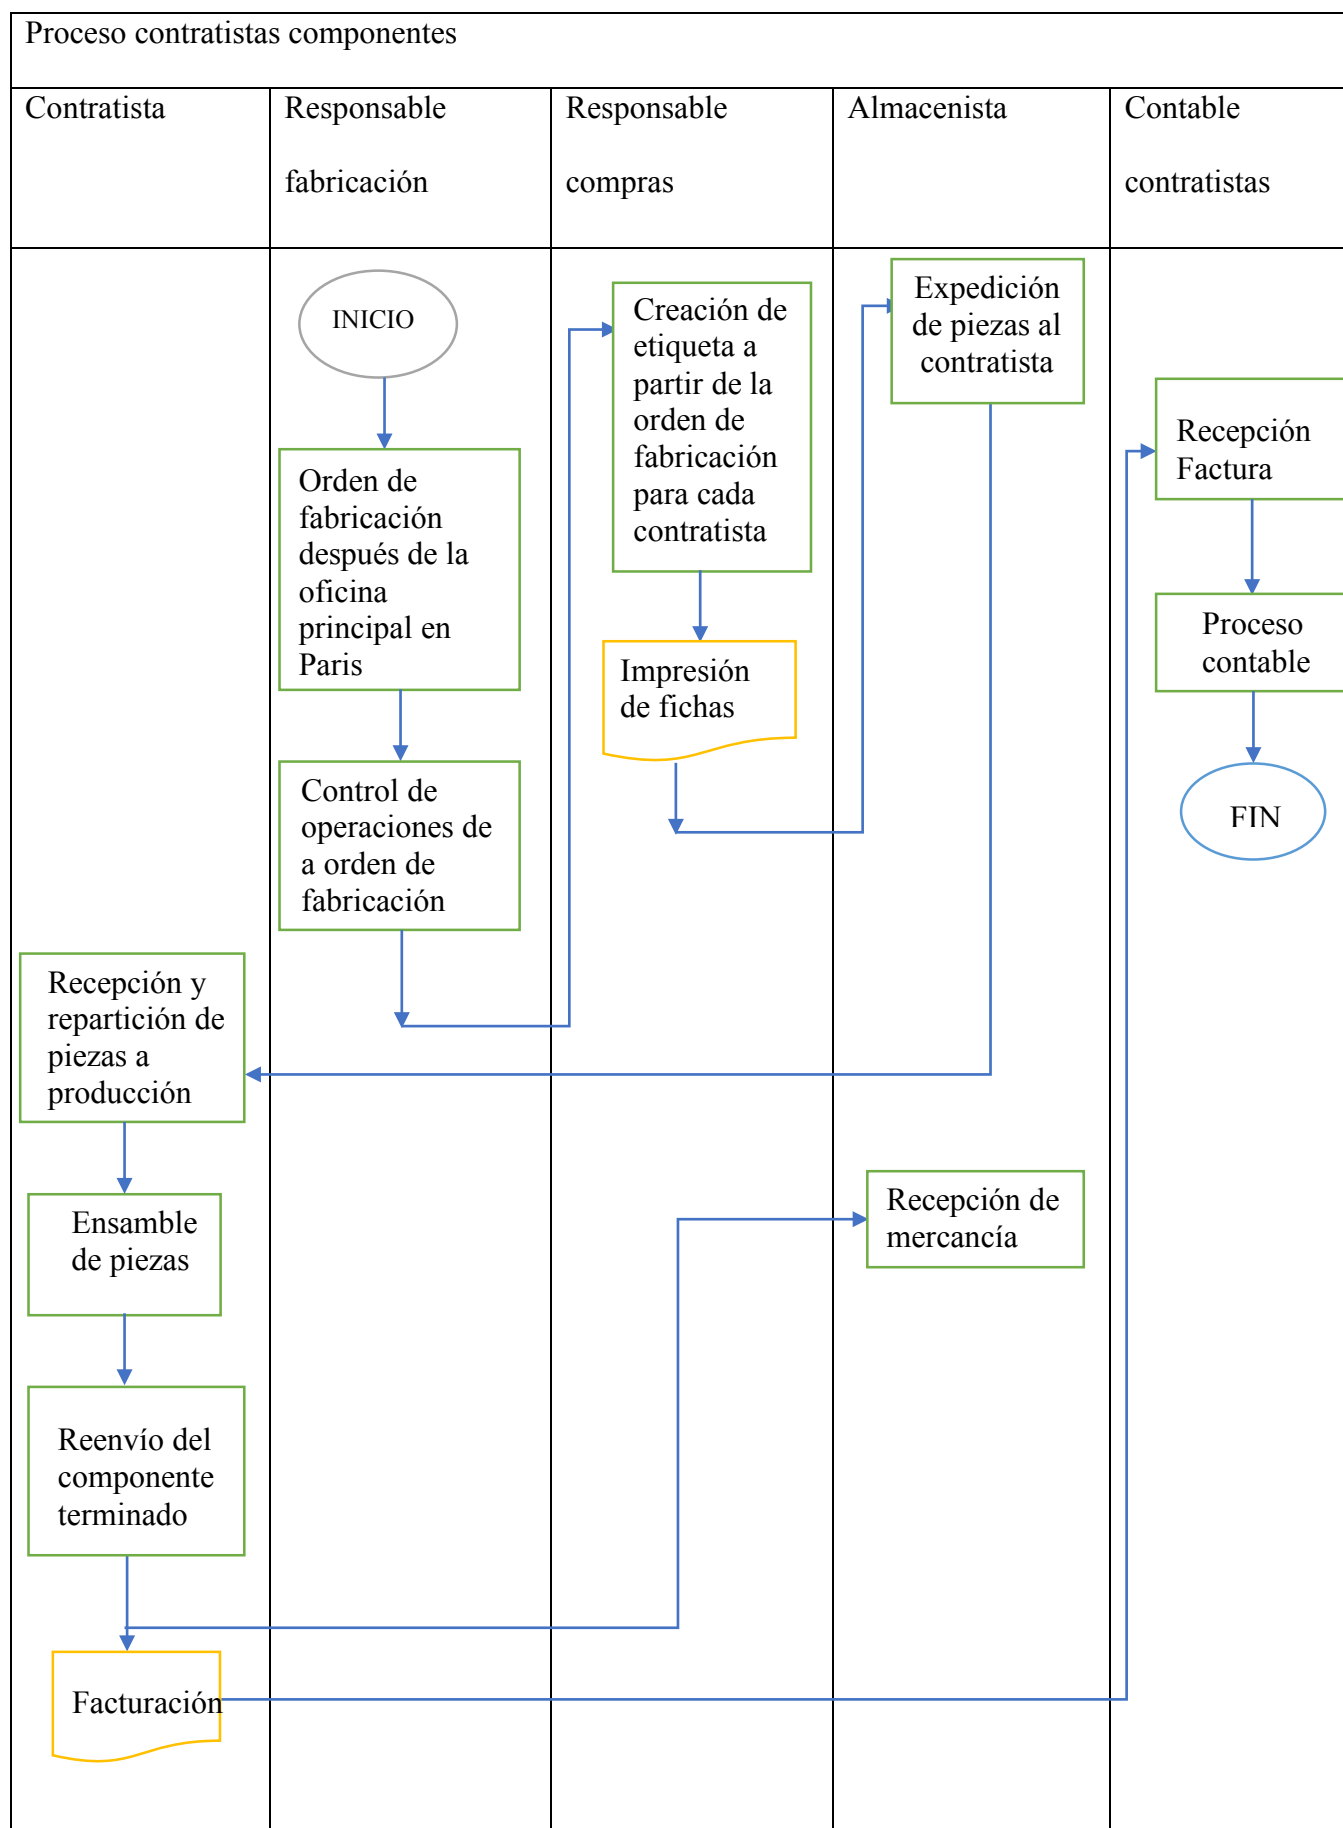 Proceso contratistas componentes
Contratista
Responsable
fabricación
Responsable
compras
Almacenista
Contable
contratistas
INICIO
Orden de
fabricación
después de la
oficina
principal en
Paris
Control de
operaciones de
a orden de
fabricación
Creación de
etiqueta a
partir de la
orden de
fabricación
para cada
contratista
Impresión
de fichas
Expedición
de piezas al
contratista
Recepción y
repartición de
piezas a
producción
Ensamble
de piezas
Reenvío del
componente
terminado
Facturación
Recepción de
mercancía
Recepción
Factura
Proceso
contable
FIN